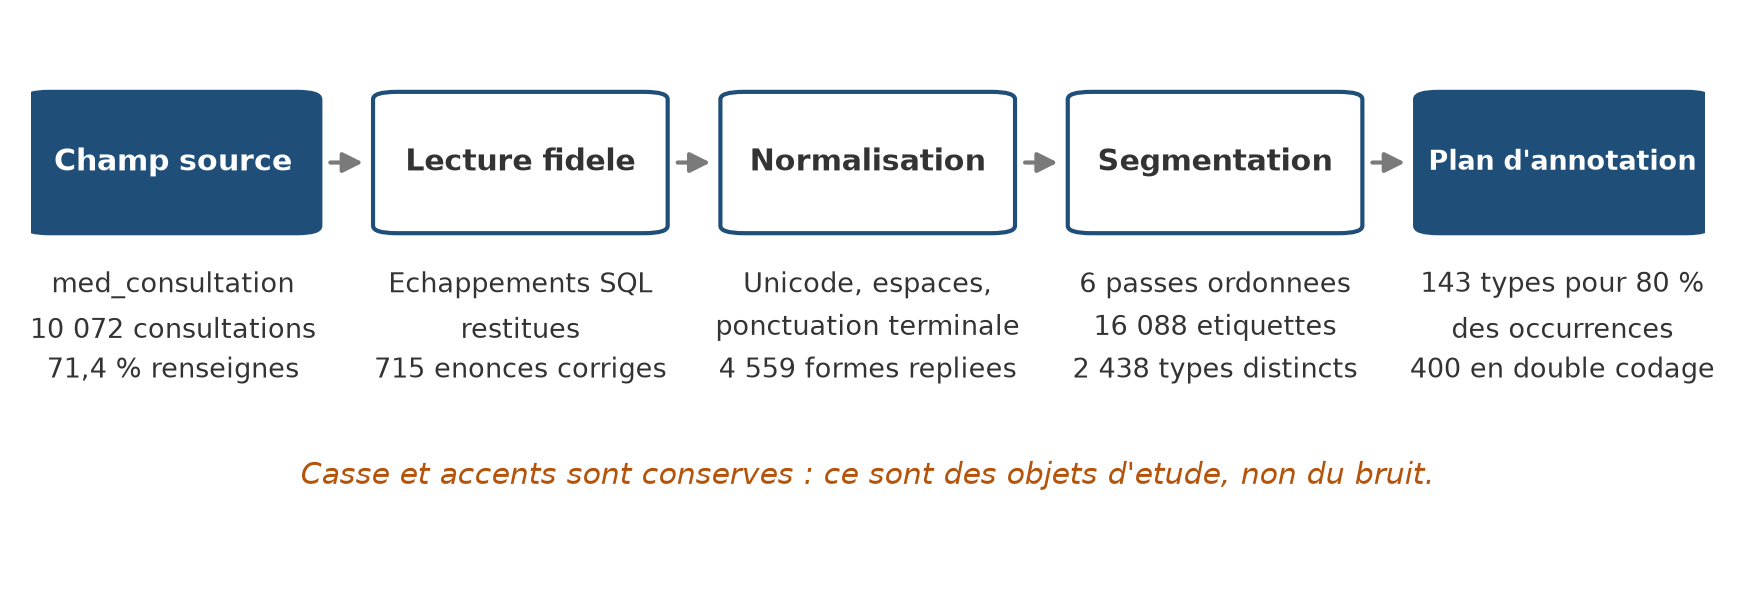 Champ source
Lecture fidele
Normalisation
Segmentation
Plan d'annotation
med_consultation
10 072 consultations
71,4 % renseignes
Echappements SQL
restitues
715 enonces corriges
Unicode, espaces,
ponctuation terminale
4 559 formes repliees
6 passes ordonnees
16 088 etiquettes
2 438 types distincts
143 types pour 80 %
des occurrences
400 en double codage
Casse et accents sont conserves : ce sont des objets d'etude, non du bruit.